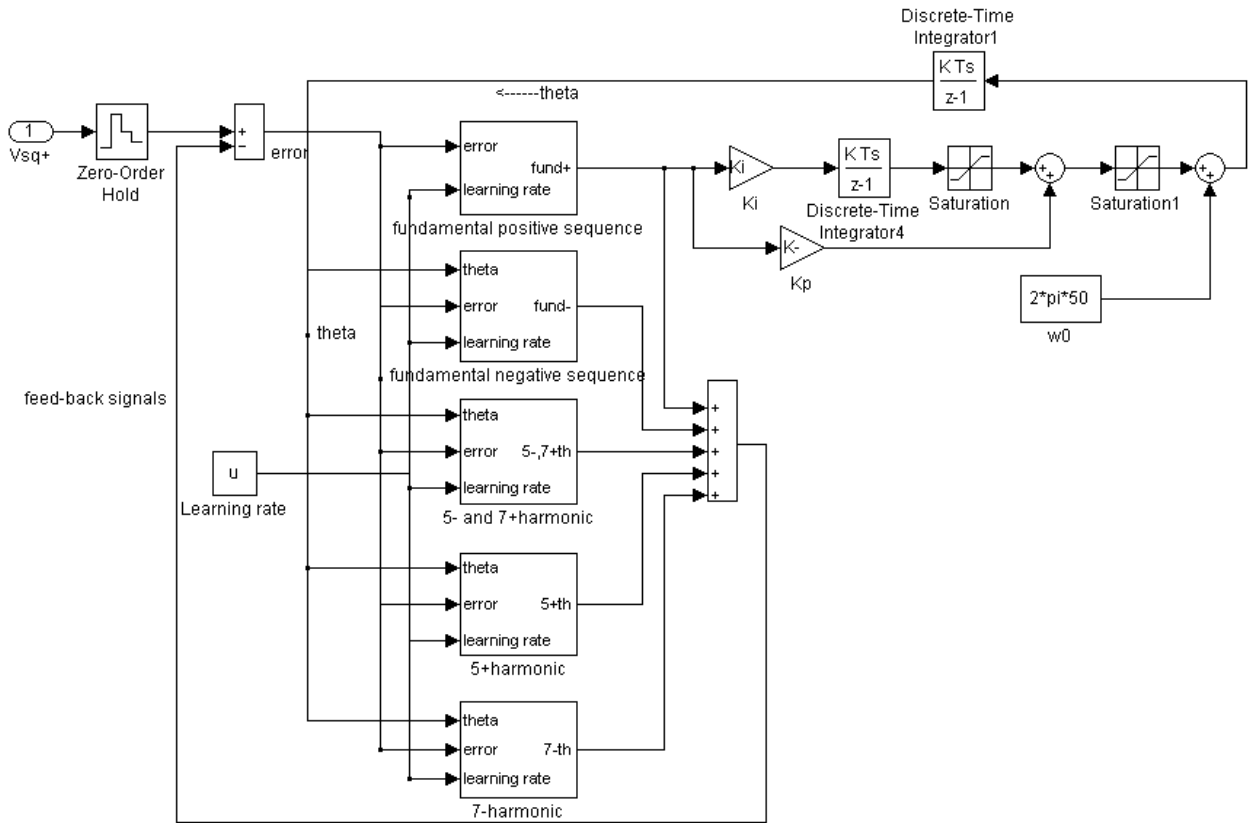 Discrete-Time
Integrator1
K Ts
z-1
<------theta
1
Vsq+
Zero-Order
Hold
+
−
error
error
learning rate
fund+
fundamental positive sequence
Ki
Ki
K Ts
z-1
Discrete-Time
Integrator4
Saturation
+
+
Saturation1
+
+
K-
Kp
2*pi*50
w0
theta
error
learning rate
fund-
fundamental negative sequence
theta
feed-back signals
theta
error
learning rate
5-,7+th
5- and 7+harmonic
u
Learning rate
+
+
+
+
+
theta
error
learning rate
5+th
5+harmonic
theta
error
learning rate
7-th
7-harmonic